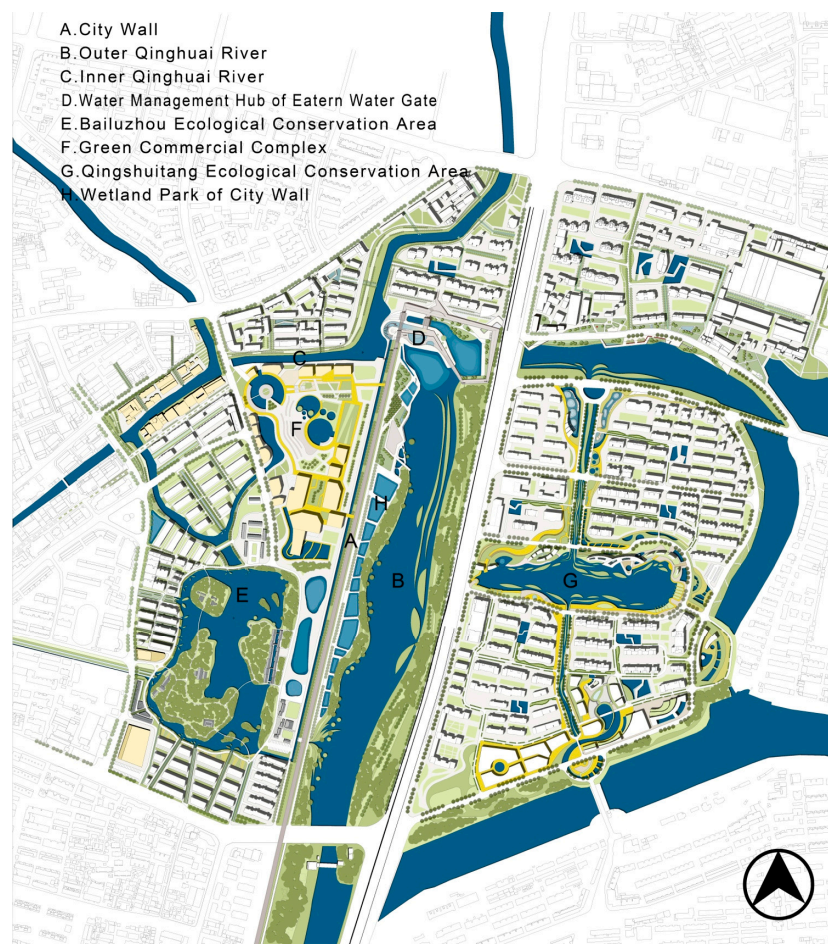 A.City Wall
B.Outer Qinghuai River
C.Inner Qinghuai River
D.Water Management Hub of Eatern Water Gate
E.Bailuzhou Ecological Conservation Area
F.Green Commercial Complex
G.Qingshuitang Ecological Conservation Area
H.Wetland Park of City Wall
D
C
F
H
A
B
G
E